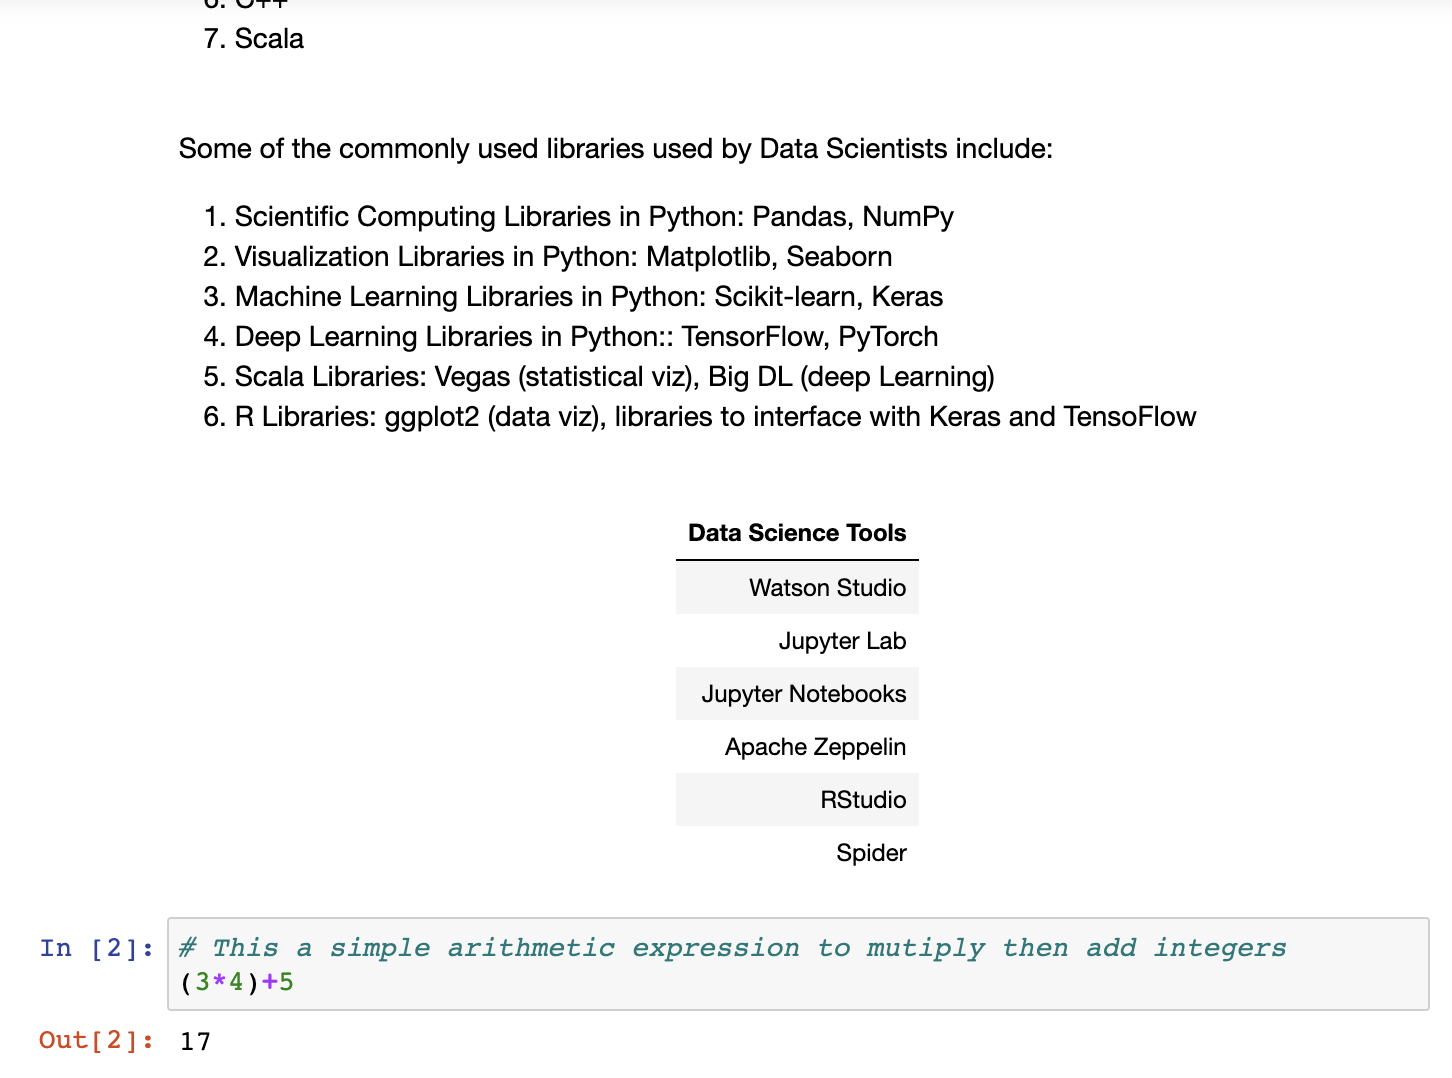 6. C++
7. Scala
Some of the commonly used libraries used by Data Scientists include:
1. Scientific Computing Libraries in Python: Pandas, NumPy
2. Visualization Libraries in Python: Matplotlib, Seaborn
3. Machine Learning Libraries in Python: Scikit-learn, Keras
4. Deep Learning Libraries in Python:: TensorFlow, PyTorch
5. Scala Libraries: Vegas (statistical viz), Big DL (deep Learning)
6. R Libraries: ggplot2 (data viz), libraries to interface with Keras and TensoFlow
Data Science Tools
Watson Studio
Jupyter Lab
Jupyter Notebooks
Apache Zeppelin
RStudio
Spider
In [2]: # This a simple arithmetic expression to mutiply then add integers
(3*4)+5
Out[2]: 17